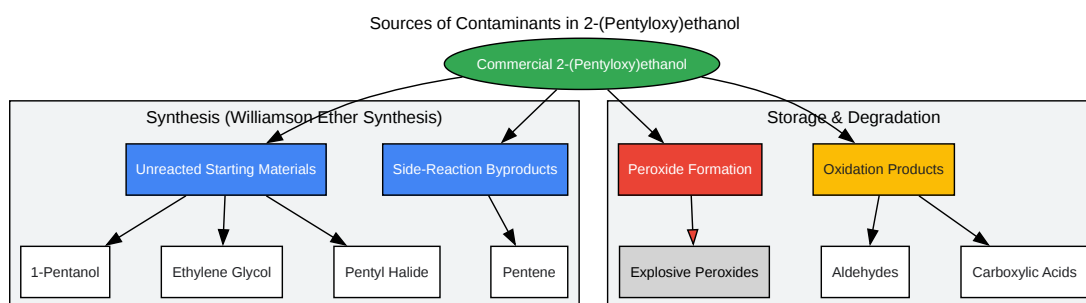 Sources of Contaminants in 2-(Pentyloxy)ethanol
Commercial 2-(Pentyloxy)ethanol
Synthesis (Williamson Ether Synthesis)
Storage & Degradation
Unreacted Starting Materials
Side-Reaction Byproducts
Peroxide Formation
Oxidation Products
1-Pentanol
Ethylene Glycol
Pentyl Halide
Pentene
Explosive Peroxides
Aldehydes
Carboxylic Acids